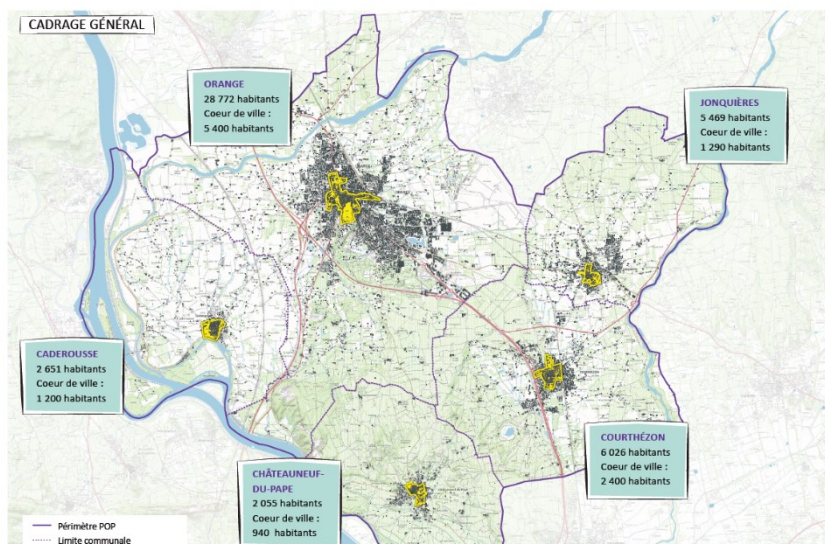 CADRAGE GÉNÉRAL
ORANGE
28 772 habitants
Coeur de ville :
5 400 habitants
JONQUIÈRES
5 469 habitants
Coeur de ville :
1 290 habitants
CADEROUSSE
2 651 habitants
Coeur de ville :
1 200 habitants
COURTHÉZON
6 026 habitants
Coeur de ville :
2 400 habitants
CHÂTEAUNEUF-
DU-PAPE
2 055 habitants
Coeur de ville :
940 habitants
Périmètre POP
Limite communale